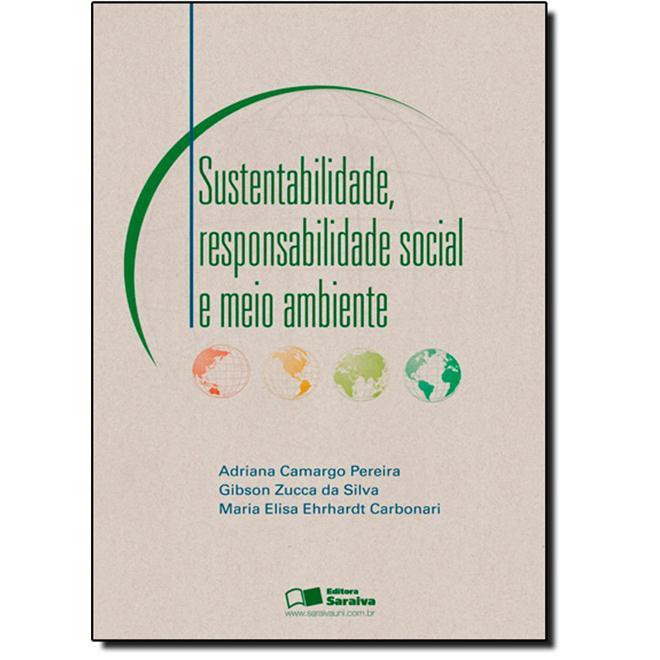 Sustentabilidade,
responsabilidade social
e meio ambiente
Adriana Camargo Pereira
Gibson Zucca da Silva
Maria Elisa Ehrhardt Carbonari
Editora
Saraiva
www.saraivauni.com.br